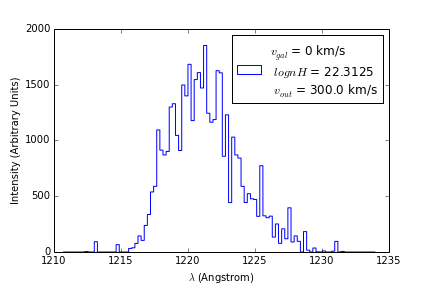 2000
1500
1000
500
0
1210
1215
1220
1225
1230
1235
Intensity (Arbitrary Units)
λ (Angstrom)
v_gal = 0 km/s
lognH = 22.3125
v_out = 300.0 km/s